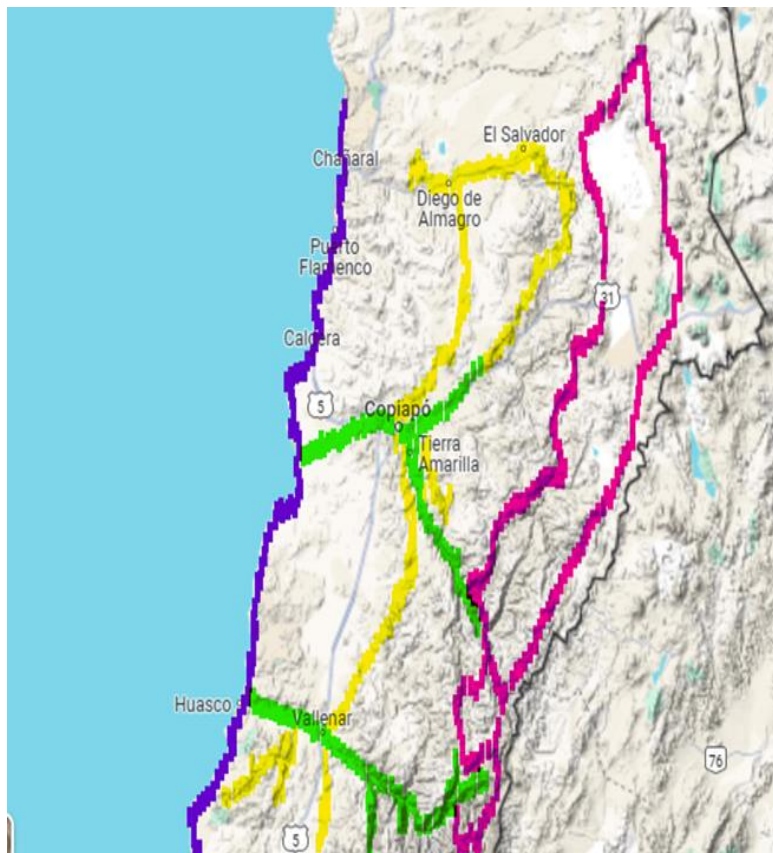 El Salvador
Chañaral
Diego de
Almagro
Puerto
Flamenco
31
Caldera
5
Copiapó
Tierra
Amarilla
Huasco
Vallenar
76
5